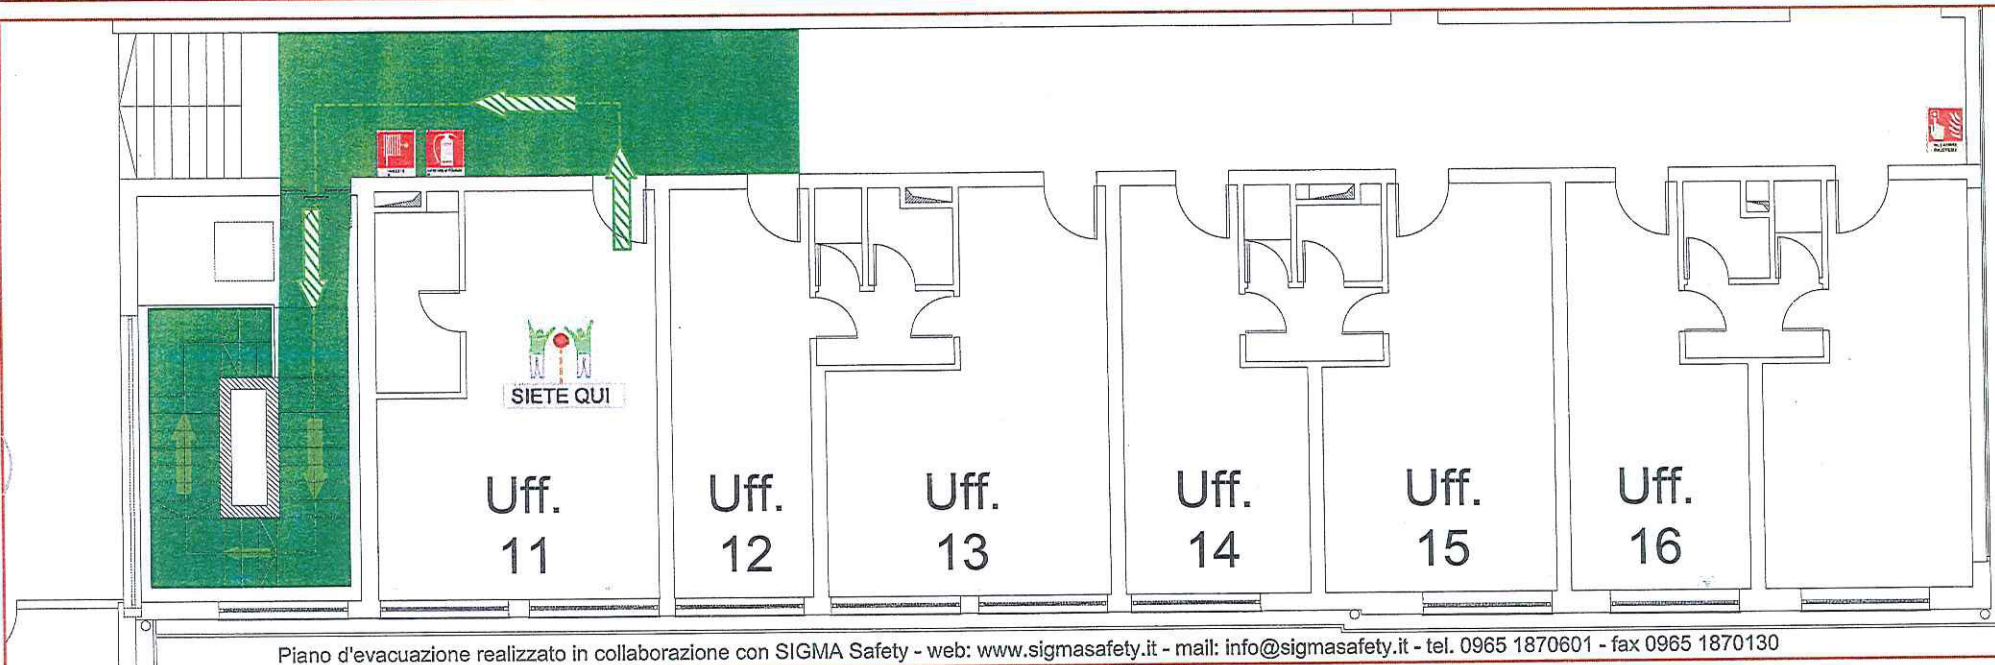 SIETE QUI
Uff.
11
Uff.
12
Uff.
13
Uff.
14
Uff.
15
Uff.
16
Piano d'evacuazione realizzato in collaborazione con SIGMA Safety - web: www.sigmasafety.it - mail: info@sigmasafety.it - tel. 0965 1870601 - fax 0965 1870130